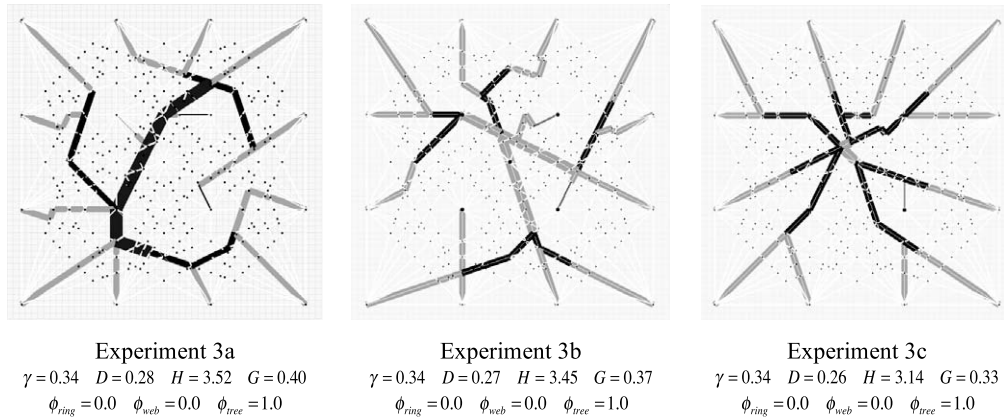 Experiment 3a
γ = 0.34 D = 0.28 H = 3.52 G = 0.40
ϕring = 0.0 ϕweb = 0.0 ϕtree = 1.0
Experiment 3b
γ = 0.34 D = 0.27 H = 3.45 G = 0.37
ϕring = 0.0 ϕweb = 0.0 ϕtree = 1.0
Experiment 3c
γ = 0.34 D = 0.26 H = 3.14 G = 0.33
ϕring = 0.0 ϕweb = 0.0 ϕtree = 1.0